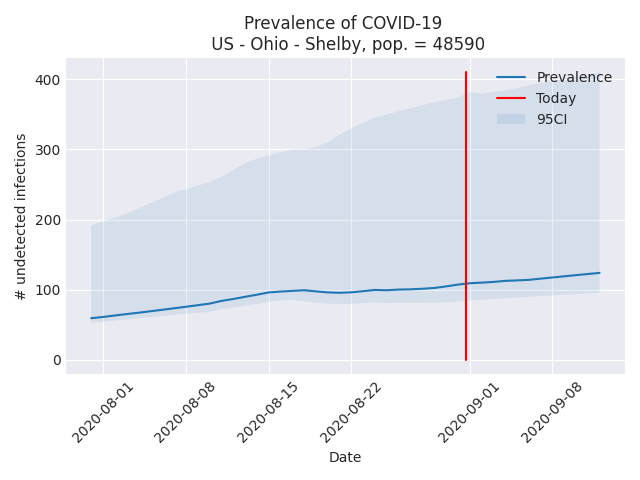 Prevalence of COVID-19
US - Ohio - Shelby, pop. = 48590
Prevalence
Today
95CI
# undetected infections
400
300
200
100
0
2020-08-01
2020-08-08
2020-08-15
2020-08-22
2020-09-01
2020-09-08
Date